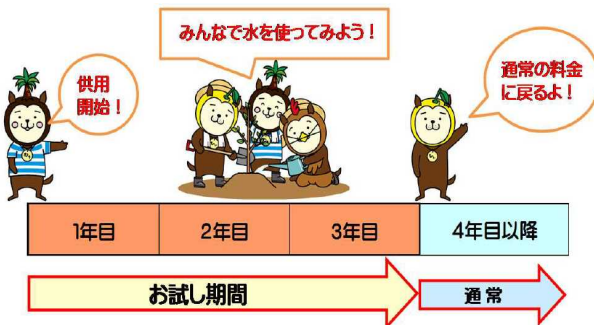 みんなで水を使ってみよう！
供用
開始！
通常の料金
に戻るよ！
1年目
2年目
3年目
4年目以降
お試し期間
通常